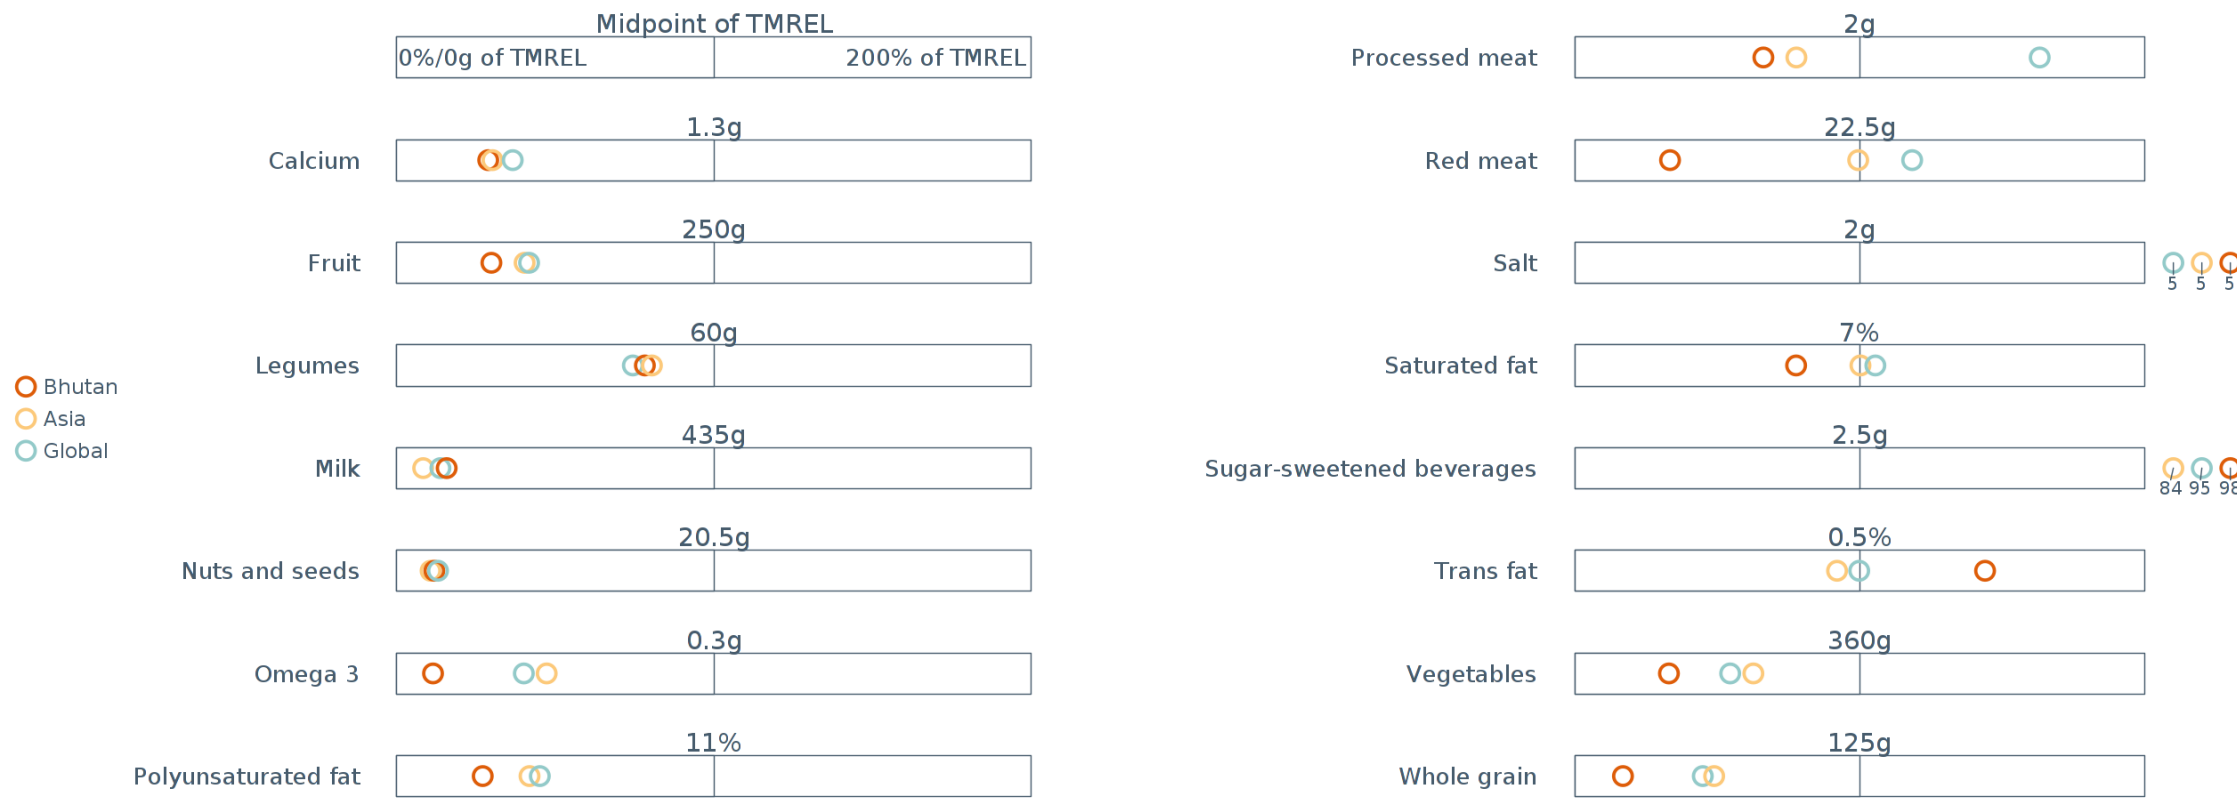 Midpoint of TMREL
0%/0g of TMREL
200% of TMREL
1.3g
Calcium
250g
Fruit
60g
Legumes
435g
Milk
20.5g
Nuts and seeds
0.3g
Omega 3
11%
Polyunsaturated fat
Bhutan
Asia
Global
2g
Processed meat
22.5g
Red meat
2g
Salt
5 5 5
7%
Saturated fat
2.5g
Sugar-sweetened beverages
84 95 98
0.5%
Trans fat
360g
Vegetables
125g
Whole grain